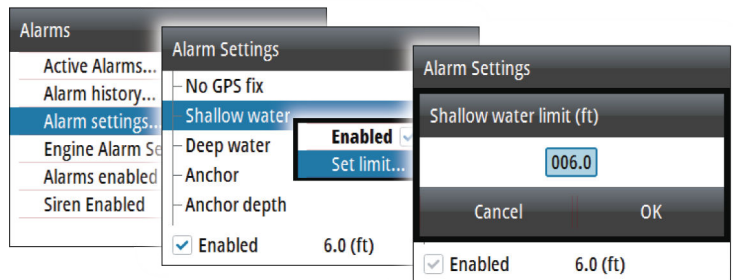 Alarms
Active Alarms...
Alarm history...
Alarm settings...
Engine Alarm Se
Alarms enabled
Siren Enabled
Alarm Settings
No GPS fix
Shallow water
Deep water
Anchor
Anchor depth
Enabled 6.0 (ft)
Enabled
Set limit...
Alarm Settings
Shallow water limit (ft)
006.0
Cancel OK
Enabled 6.0 (ft)